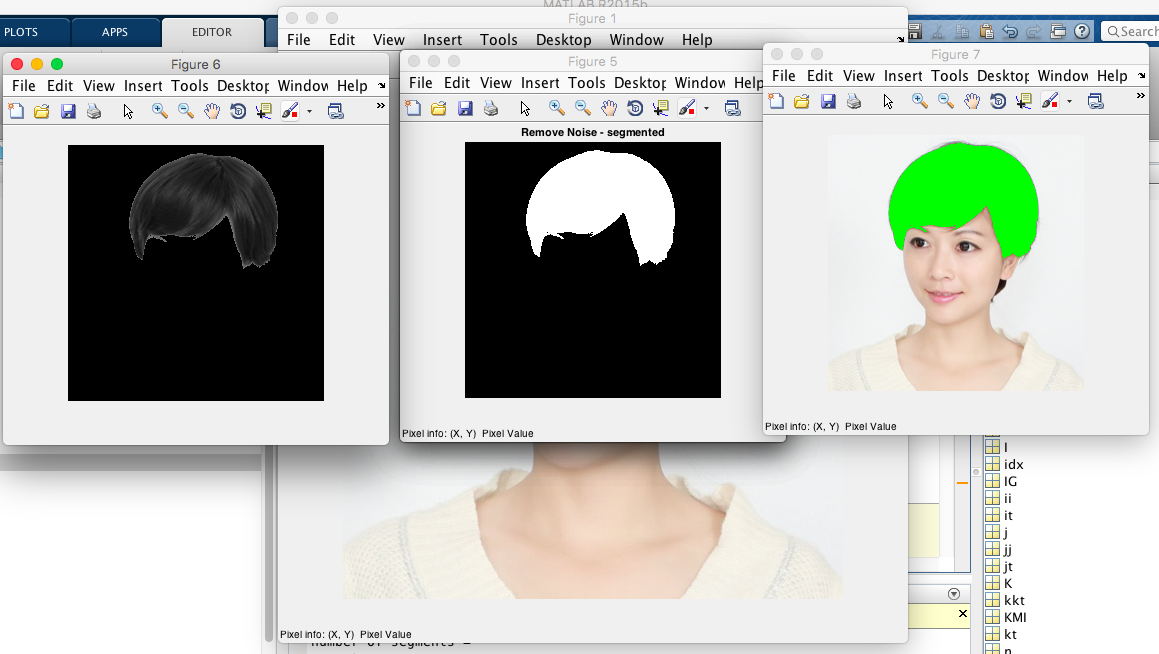 MATLAB R2015b
PLOTS
APPS
EDITOR
Search
Figure 1
File Edit View Insert Tools Desktop Window Help
Figure 6
File Edit View Insert Tools Desktop Window Help
Figure 5
File Edit View Insert Tools Desktop Window Help
Remove Noise - segmented
Pixel info: (X, Y) Pixel Value
Figure 7
File Edit View Insert Tools Desktop Window Help
Pixel info: (X, Y) Pixel Value
I
idx
IG
ii
it
j
jj
jt
K
kkt
KMI
kt
n
Pixel info: (X, Y) Pixel Value
number of segments =